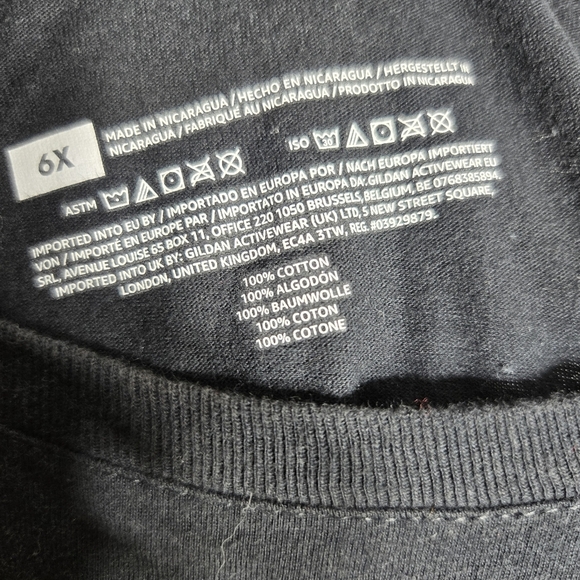 6X
MADE IN NICARAGUA / HECHO EN NICARAGUA / HERGESTELLT IN
NICARAGUA / FABRIQUÉ AU NICARAGUA / PRODOTTO IN NICARAGUA
ASTM
ISO 30
IMPORTED INTO EU BY / IMPORTADO EN EUROPA POR / NACH EUROPA IMPORTIERT
VON / IMPORTÉ EN EUROPE PAR / IMPORTATO IN EUROPA DA: GILDAN ACTIVEWEAR EU
SRL, AVENUE LOUISE 65 BOX 11, OFFICE 220 1050 BRUSSELS, BELGIUM, BE 0768385894.
IMPORTED INTO UK BY: GILDAN ACTIVEWEAR (UK) LTD, 5 NEW STREET SQUARE,
LONDON, UNITED KINGDOM, EC4A 3TW, REG. #03929879.
100% COTTON
100% ALGODÓN
100% BAUMWOLLE
100% COTON
100% COTONE